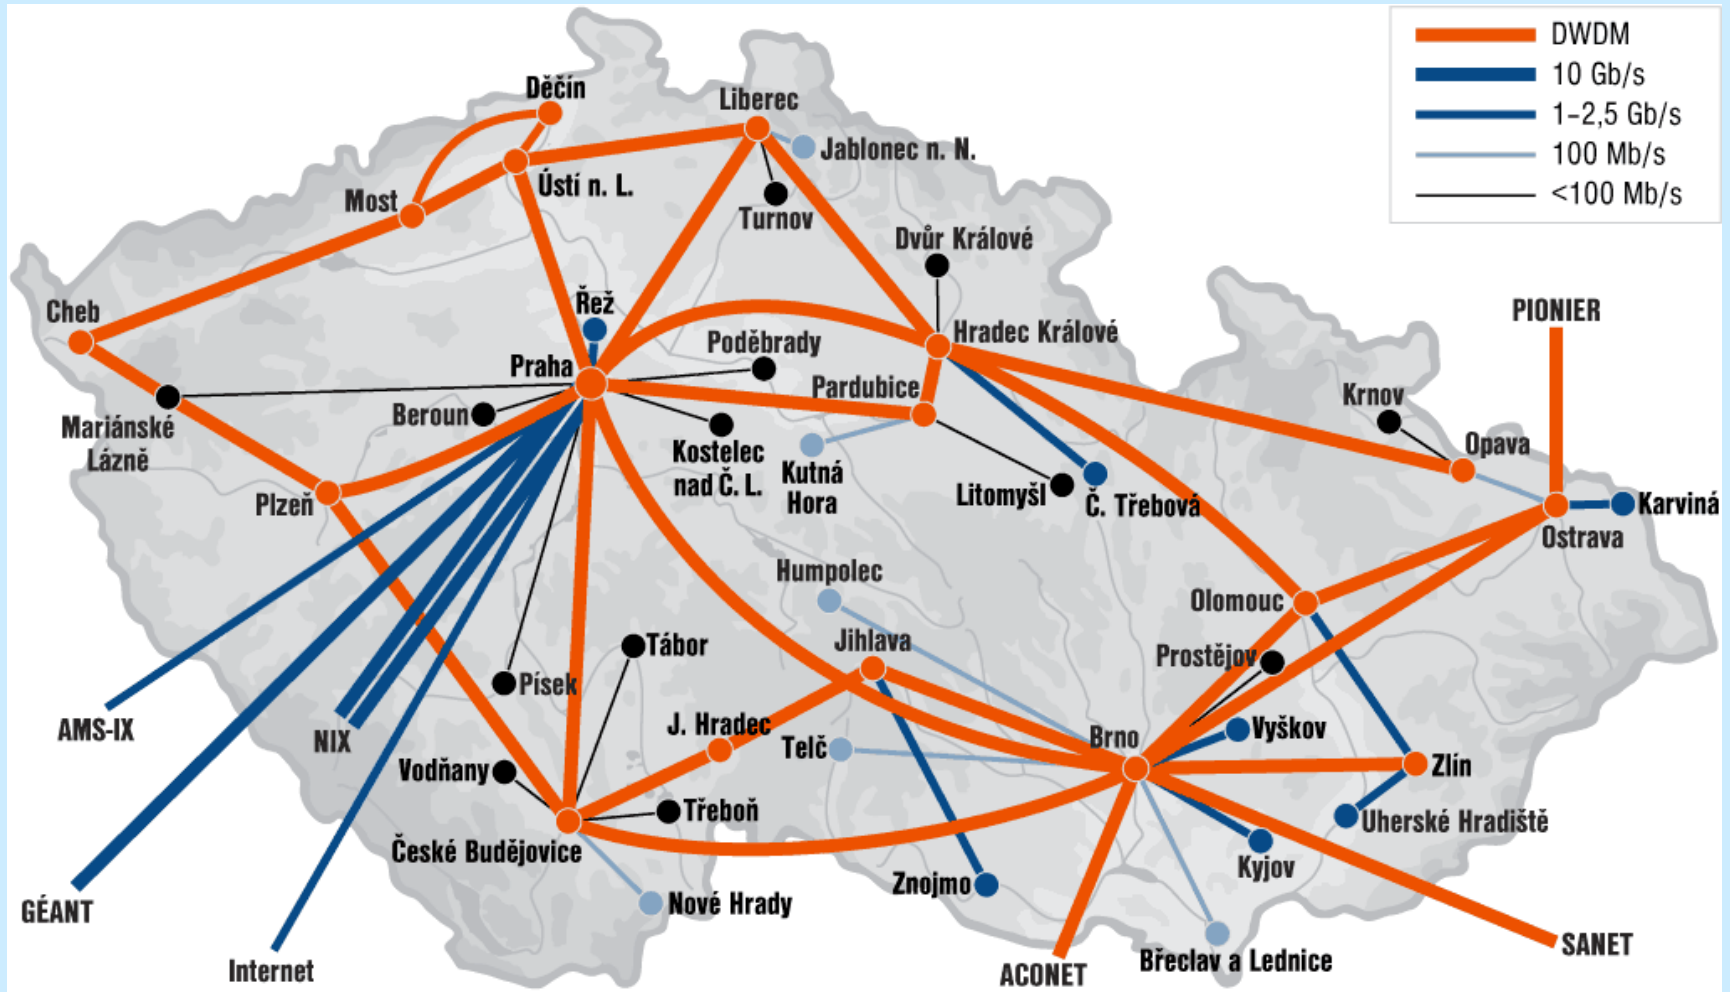 DWDM
10 Gb/s
1–2,5 Gb/s
100 Mb/s
<100 Mb/s
Děčín
Liberec
Jablonec n. N.
Ústí n. L.
Most
Turnov
Dvůr Králové
Cheb
Řež
PIONIER
Hradec Králové
Poděbrady
Praha
Pardubice
Krnov
Beroun
Mariánské
Lázně
Opava
Kostelec
nad Č. L.
Kutná
Hora
Plzeň
Litomyšl
Č. Třebová
Karviná
Ostrava
Humpolec
Olomouc
Jihlava
Tábor
Prostějov
Písek
AMS-IX
NIX
J. Hradec
Telč
Brno
Vyškov
Vodňany
Zlín
Třeboň
Uherské Hradiště
České Budějovice
Kyjov
Znojmo
Nové Hrady
GÉANT
SANET
Internet
ACONET
Břeclav a Lednice